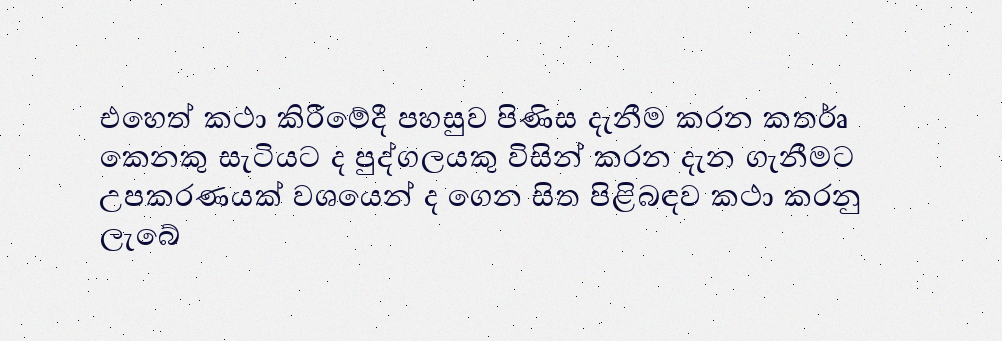 එහෙත් කථා කිරීමේදී පහසුව පිණිස දැනීම කරන කතර්ෘ
කෙනකු සැටියට ද පුද්ගලයකු විසින් කරන දැන ගැනීමට
උපකරණයක් වශයෙන් ද ගෙන සිත පිළිබඳව කථා කරනු
ලැබේ